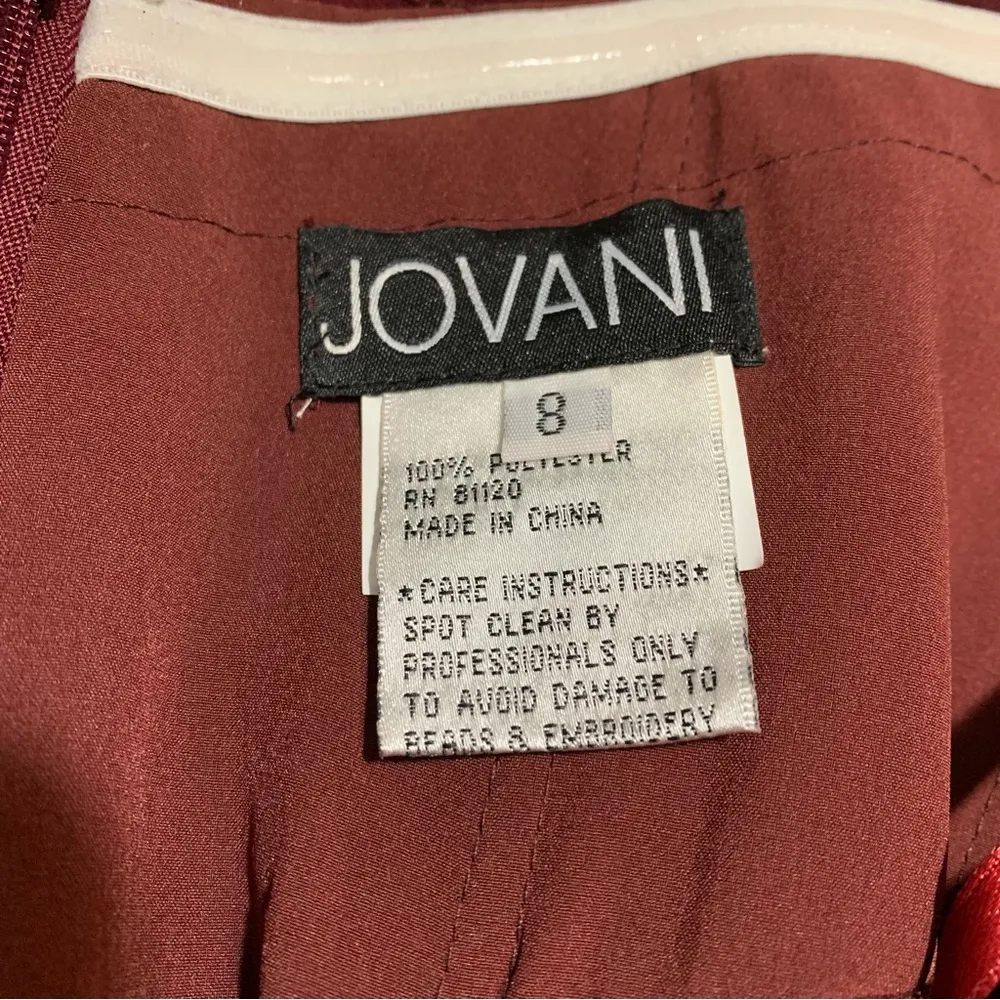 JOVANI
8
100% POLYESTER
RN 81120
MADE IN CHINA
*CARE INSTRUCTIONS*
SPOT CLEAN BY
PROFESSIONALS ONLY
TO AVOID DAMAGE TO
BEADS & EMBROIDERY